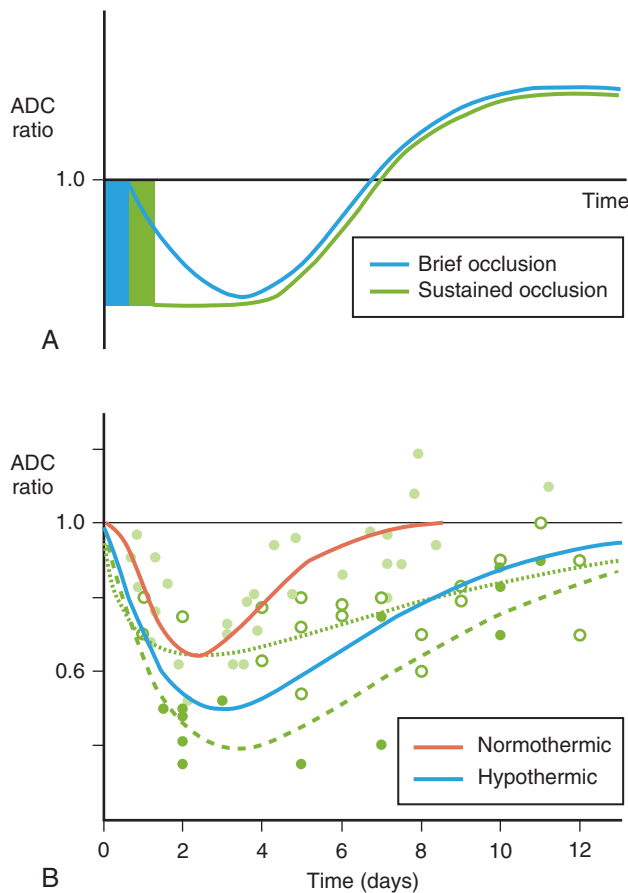 ADC
ratio
1.0
Time
Brief occlusion
Sustained occlusion
A
ADC
ratio
1.0
0.6
Normothermic
Hypothermic
0 2 4 6 8 10 12
B Time (days)